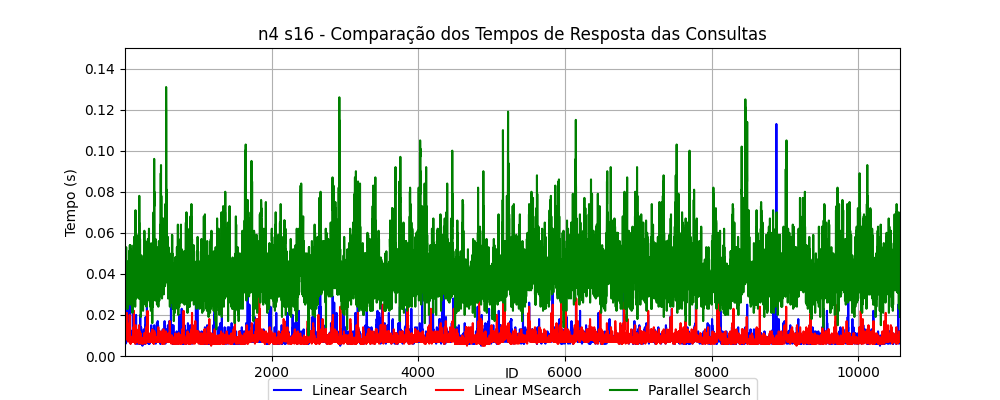 n4 s16 - Comparação dos Tempos de Resposta das Consultas
0.14
0.12
0.10
0.08
0.06
0.04
0.02
0.00
Tempo (s)
2000 4000 6000 8000 10000
ID
Linear Search Linear MSearch Parallel Search